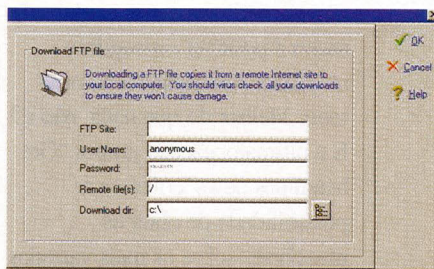 Download FTP file
Downloading a FTP file copies it from a remote Internet site to
your local computer. You should virus check all your downloads
to ensure they won't cause damage.
FTP Site:
User Name: anonymous
Password: ********
Remote file(s): /
Download dir: c:\
OK
Cancel
Help